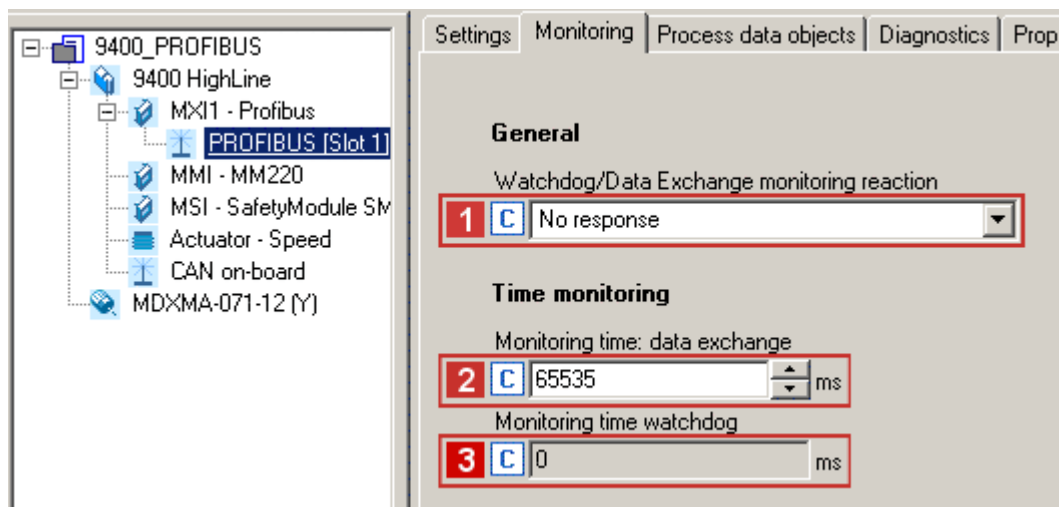 9400_PROFIBUS
9400 HighLine
MXI1 - Profibus
PROFIBUS [Slot 1]
MMI - MM220
MSI - SafetyModule SM
Actuator - Speed
CAN on-board
MDXMA-071-12 (Y)
Settings Monitoring Process data objects Diagnostics Prop
General
Watchdog/Data Exchange monitoring reaction
1 C No response
Time monitoring
Monitoring time: data exchange
2 C 65535 ms
Monitoring time watchdog
3 C 0 ms